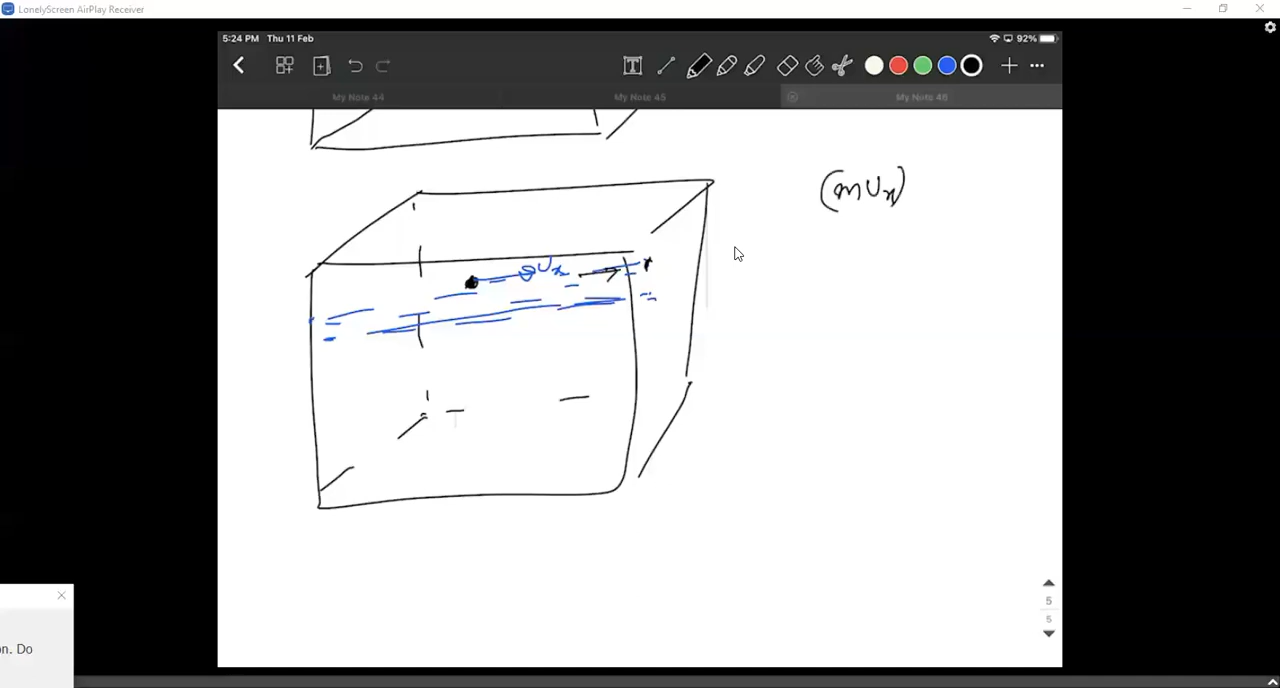 LonelyScreen AirPlay Receiver
5:24 PM Thu 11 Feb
92%
T
My Note 44
My Note 45
My Note 46
(mUx)
Ux
5
5
on. Do